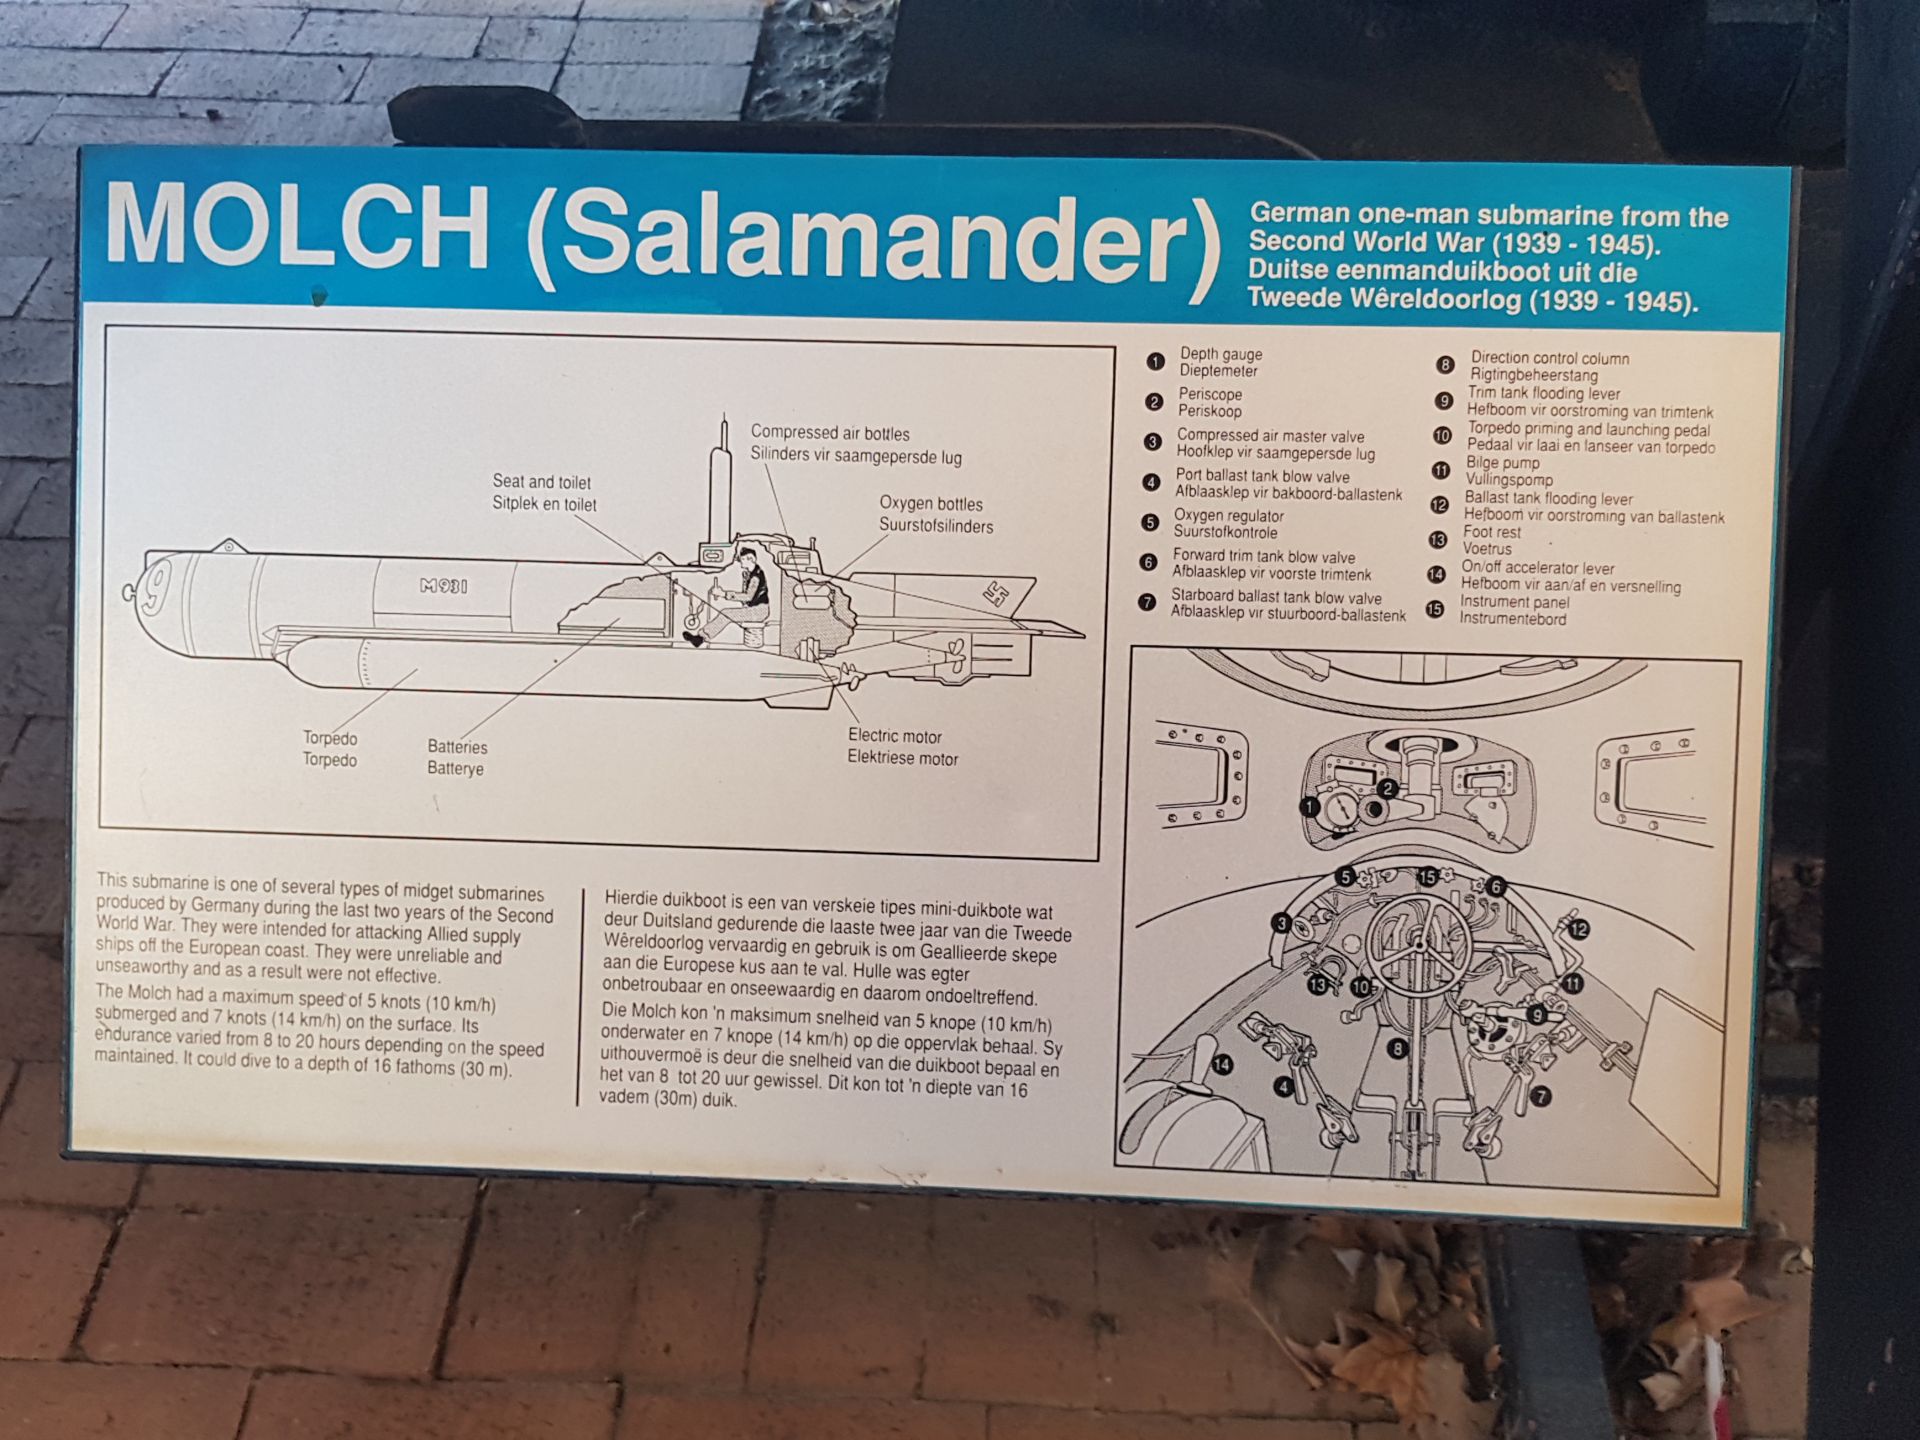 MOLCH (Salamander)
German one-man submarine from the
Second World War (1939 - 1945).
Duitse eenmanduikboot uit die
Tweede Wêreldoorlog (1939 - 1945).
Compressed air bottles
Silinders vir saamgepersde lug
Seat and toilet
Sitplek en toilet
Oxygen bottles
Suurstofsilinders
9
M931
Torpedo
Torpedo
Batteries
Batterye
Electric motor
Elektriese motor
1 Depth gauge
Dieptemeter
2 Periscope
Periskoop
3 Compressed air master valve
Hoofklep vir saamgepersde lug
4 Port ballast tank blow valve
Afblaasklep vir bakboord-ballastenk
5 Oxygen regulator
Suurstofkontrole
6 Forward trim tank blow valve
Afblaasklep vir voorste trimtenk
7 Starboard ballast tank blow valve
Afblaasklep vir stuurboord-ballastenk
8 Direction control column
Rigtingbeheerstang
9 Trim tank flooding lever
Hefboom vir oorstroming van trimtenk
10 Torpedo priming and launching pedal
Pedaal vir laai en lanseer van torpedo
11 Bilge pump
Vullingspomp
12 Ballast tank flooding lever
Hefboom vir oorstroming van ballastenk
13 Foot rest
Voetrus
14 On/off accelerator lever
Hefboom vir aan/af en versnelling
15 Instrument panel
Instrumentebord
1
2
5
15
6
3
12
13
10
11
9
8
14
4
7
This submarine is one of several types of midget submarines
produced by Germany during the last two years of the Second
World War. They were intended for attacking Allied supply
ships off the European coast. They were unreliable and
unseaworthy and as a result were not effective.
The Molch had a maximum speed of 5 knots (10 km/h)
submerged and 7 knots (14 km/h) on the surface. Its
endurance varied from 8 to 20 hours depending on the speed
maintained. It could dive to a depth of 16 fathoms (30 m).
Hierdie duikboot is een van verskeie tipes mini-duikbote wat
deur Duitsland gedurende die laaste twee jaar van die Tweede
Wêreldoorlog vervaardig en gebruik is om Geallieerde skepe
aan die Europese kus aan te val. Hulle was egter
onbetroubaar en onseewaardig en daarom ondoeltreffend.
Die Molch kon 'n maksimum snelheid van 5 knope (10 km/h)
onderwater en 7 knope (14 km/h) op die oppervlak behaal. Sy
uithouvermoë is deur die snelheid van die duikboot bepaal en
het van 8 tot 20 uur gewissel. Dit kon tot 'n diepte van 16
vadem (30m) duik.